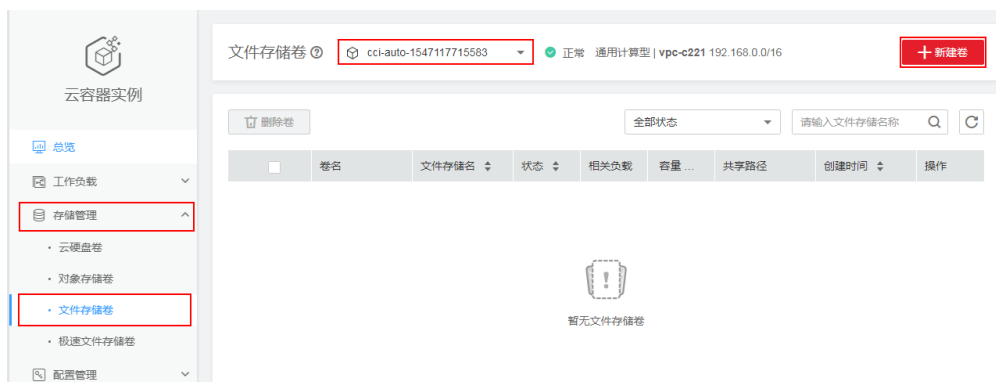 云容器实例
总览
工作负载
存储管理
· 云硬盘卷
· 对象存储卷
· 文件存储卷
· 极速文件存储卷
配置管理
文件存储卷 cci-auto-1547117715583 正常 通用计算型 | vpc-c221 192.168.0.0/16 新建卷
删除卷 全部状态 请输入文件存储名称
卷名 文件存储名 状态 相关负载 容量 ... 共享路径 创建时间 操作
暂无文件存储卷